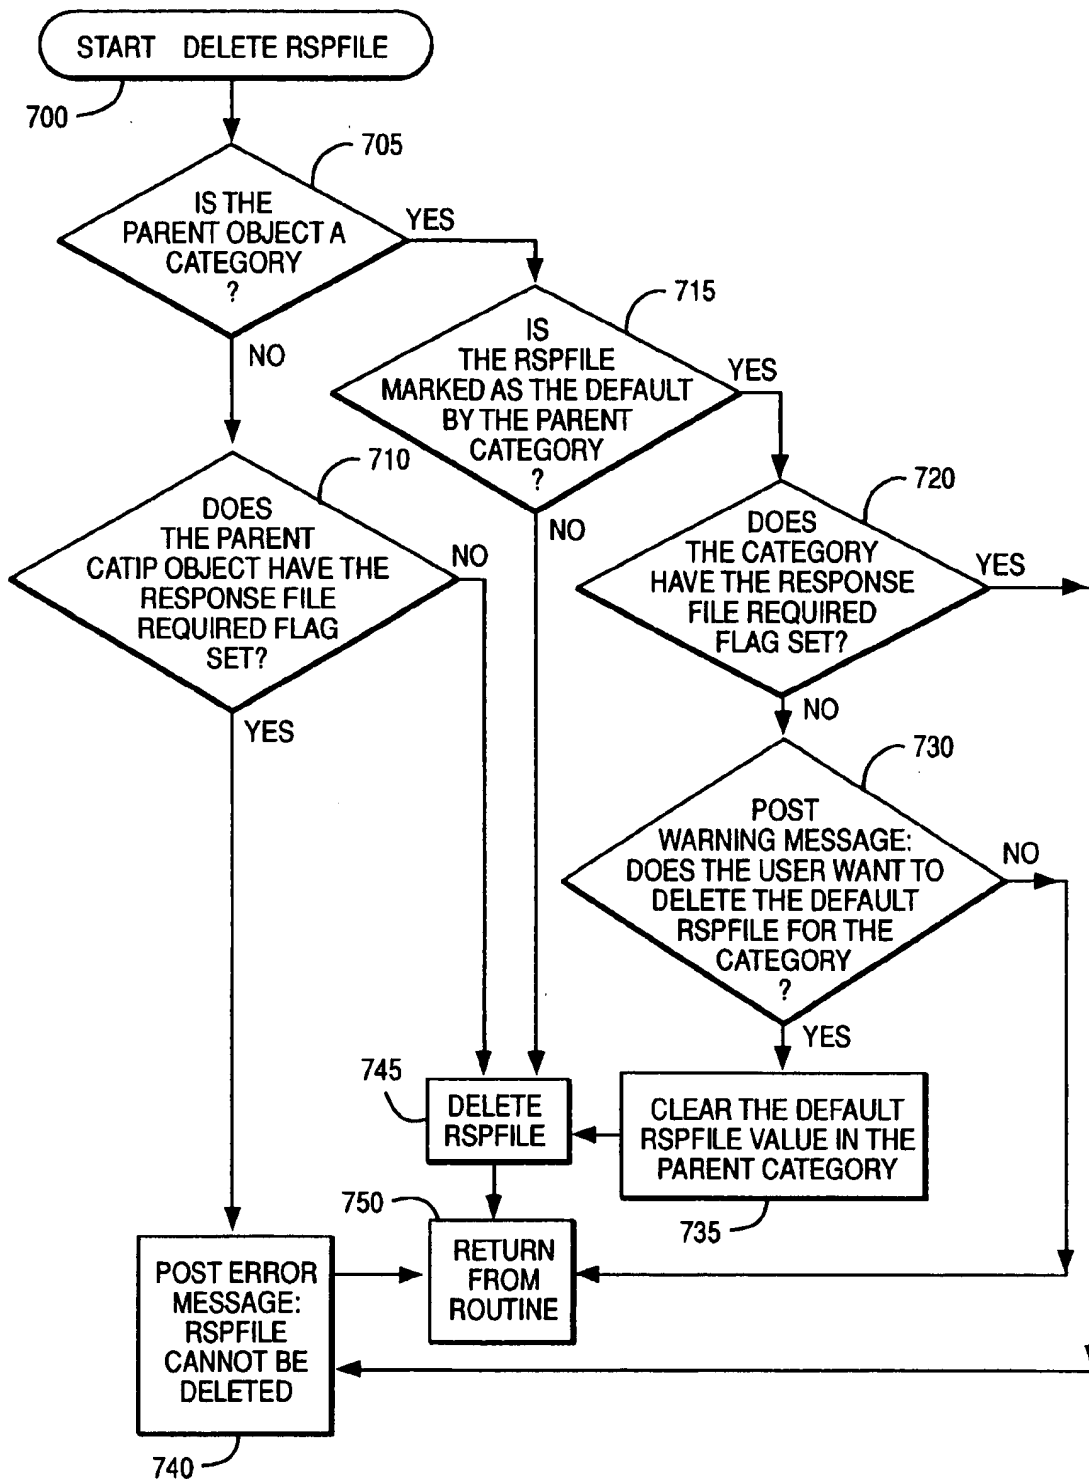 START DELETE RSPFILE
700
705
IS THE
PARENT OBJECT A
CATEGORY
?
YES
NO
715
IS
THE RSPFILE
MARKED AS THE DEFAULT
BY THE PARENT
CATEGORY
?
YES
NO
710
DOES
THE PARENT
CATIP OBJECT HAVE THE
RESPONSE FILE
REQUIRED FLAG
SET?
NO
YES
720
DOES
THE CATEGORY
HAVE THE RESPONSE
FILE REQUIRED
FLAG SET?
YES
NO
730
POST
WARNING MESSAGE:
DOES THE USER WANT TO
DELETE THE DEFAULT
RSPFILE FOR THE
CATEGORY
?
NO
YES
745
DELETE
RSPFILE
CLEAR THE DEFAULT
RSPFILE VALUE IN THE
PARENT CATEGORY
735
750
RETURN
FROM
ROUTINE
POST ERROR
MESSAGE:
RSPFILE
CANNOT BE
DELETED
740